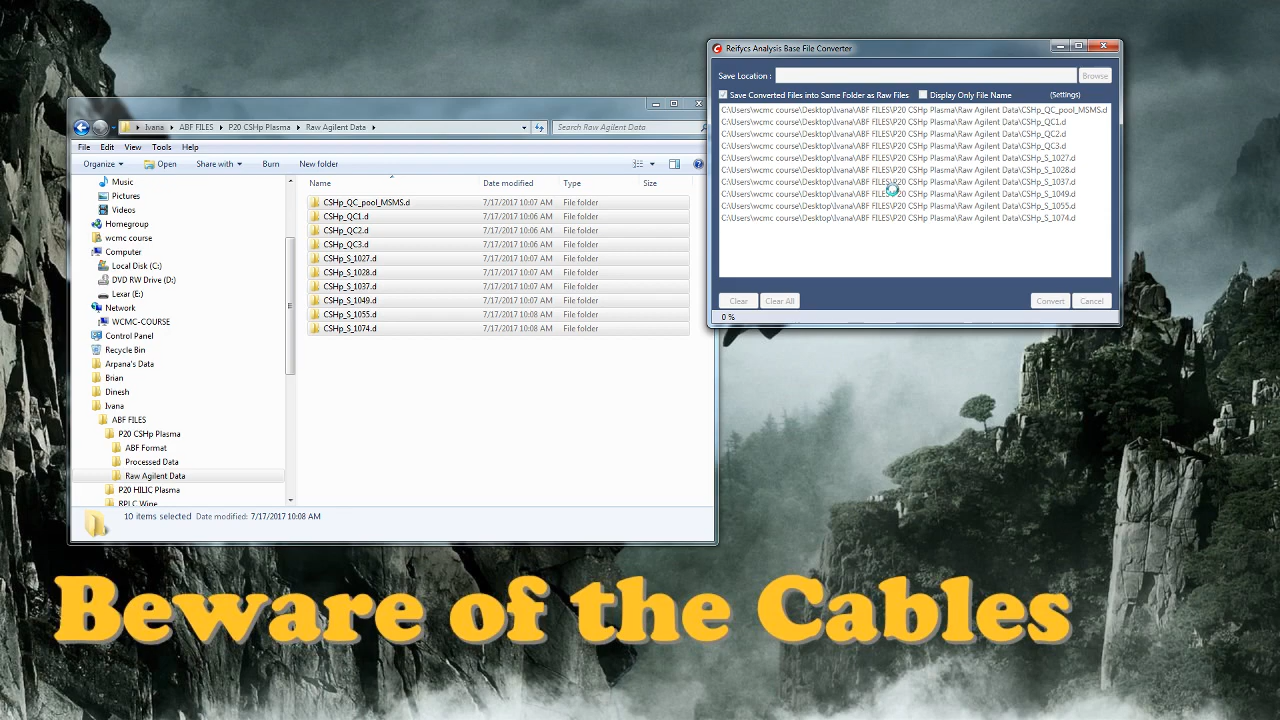 Ivana ABF FILES P20 CSHp Plasma Raw Agilent Data
Search Raw Agilent Data
File Edit View Tools Help
Organize Open Share with Burn New folder
Music
Pictures
Videos
Homegroup
wcmc course
Computer
Local Disk (C:)
DVD RW Drive (D:)
Lexar (E:)
Network
WCMC-COURSE
Control Panel
Recycle Bin
Arpana's Data
Brian
Dinesh
Ivana
ABF FILES
P20 CSHp Plasma
ABF Format
Processed Data
Raw Agilent Data
P20 HILIC Plasma
RPLC Wine
Name Date modified Type Size
CSHp_QC_pool_MSMS.d 7/17/2017 10:07 AM File folder
CSHp_QC1.d 7/17/2017 10:06 AM File folder
CSHp_QC2.d 7/17/2017 10:06 AM File folder
CSHp_QC3.d 7/17/2017 10:06 AM File folder
CSHp_S_1027.d 7/17/2017 10:07 AM File folder
CSHp_S_1028.d 7/17/2017 10:07 AM File folder
CSHp_S_1037.d 7/17/2017 10:07 AM File folder
CSHp_S_1049.d 7/17/2017 10:07 AM File folder
CSHp_S_1055.d 7/17/2017 10:08 AM File folder
CSHp_S_1074.d 7/17/2017 10:08 AM File folder
10 items selected Date modified: 7/17/2017 10:08 AM
Reifycs Analysis Base File Converter
Save Location : Browse
Save Converted Files into Same Folder as Raw Files Display Only File Name (Settings)
C:\Users\wcmc course\Desktop\Ivana\ABF FILES\P20 CSHp Plasma\Raw Agilent Data\CSHp_QC_pool_MSMS.d
C:\Users\wcmc course\Desktop\Ivana\ABF FILES\P20 CSHp Plasma\Raw Agilent Data\CSHp_QC1.d
C:\Users\wcmc course\Desktop\Ivana\ABF FILES\P20 CSHp Plasma\Raw Agilent Data\CSHp_QC2.d
C:\Users\wcmc course\Desktop\Ivana\ABF FILES\P20 CSHp Plasma\Raw Agilent Data\CSHp_QC3.d
C:\Users\wcmc course\Desktop\Ivana\ABF FILES\P20 CSHp Plasma\Raw Agilent Data\CSHp_S_1027.d
C:\Users\wcmc course\Desktop\Ivana\ABF FILES\P20 CSHp Plasma\Raw Agilent Data\CSHp_S_1028.d
C:\Users\wcmc course\Desktop\Ivana\ABF FILES\P20 CSHp Plasma\Raw Agilent Data\CSHp_S_1037.d
C:\Users\wcmc course\Desktop\Ivana\ABF FILES\P20 CSHp Plasma\Raw Agilent Data\CSHp_S_1049.d
C:\Users\wcmc course\Desktop\Ivana\ABF FILES\P20 CSHp Plasma\Raw Agilent Data\CSHp_S_1055.d
C:\Users\wcmc course\Desktop\Ivana\ABF FILES\P20 CSHp Plasma\Raw Agilent Data\CSHp_S_1074.d
Clear Clear All Convert Cancel
0 %
Beware of the Cables